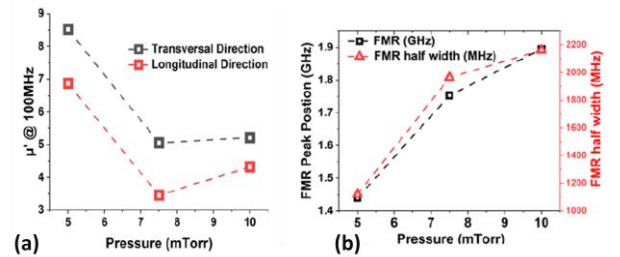 9
8
7
6
5
4
3
µ' @ 100MHz
Transversal Direction
Longitudinal Direction
5 6 7 8 9 10
Pressure (mTorr)
(a)
1.9
1.8
1.7
1.6
1.5
1.4
FMR Peak Postion (GHz)
FMR (GHz)
FMR half width (MHz)
5 6 7 8 9 10
Pressure (mTorr)
(b)
2200
2000
1800
1600
1400
1200
1000
FMR half width (MHz)